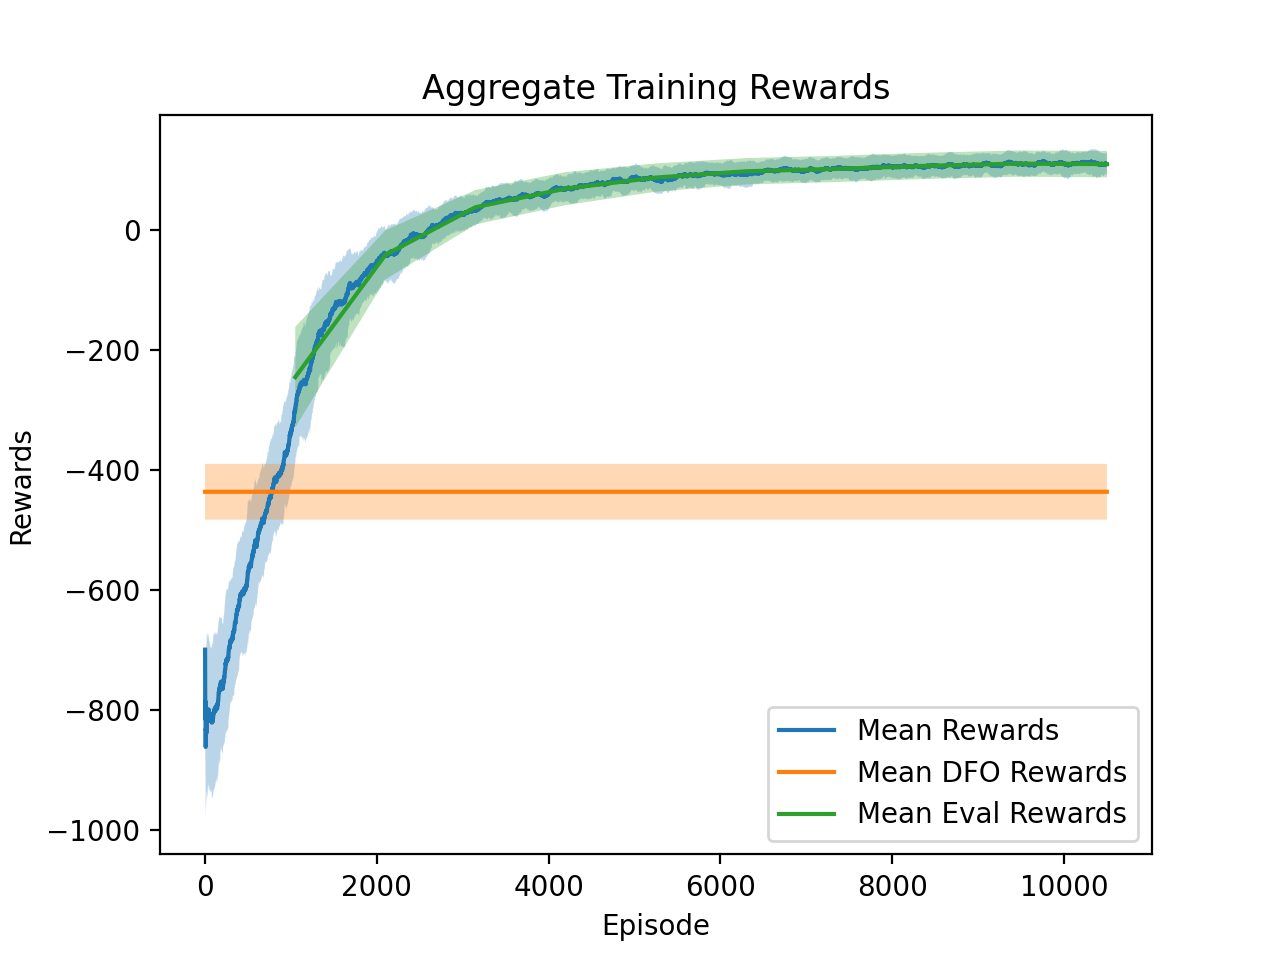 Aggregate Training Rewards
Rewards
0
−200
−400
−600
−800
−1000
0
2000
4000
6000
8000
10000
Episode
Mean Rewards
Mean DFO Rewards
Mean Eval Rewards